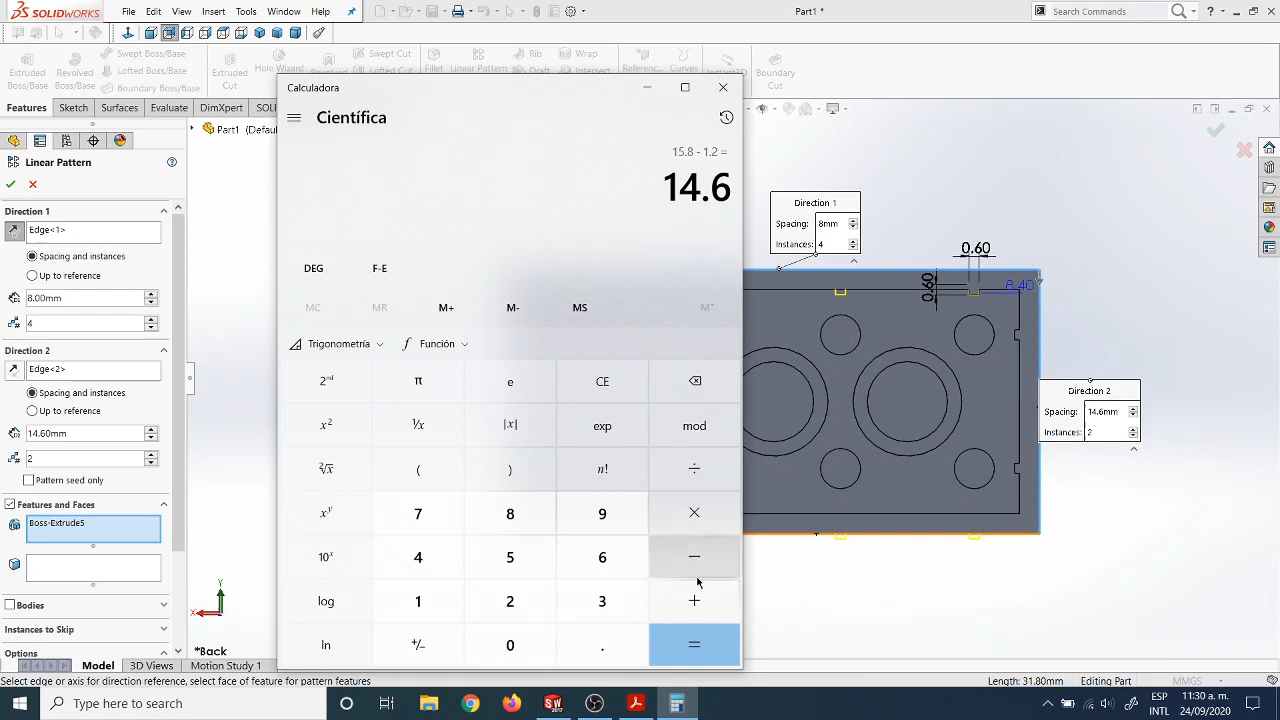 SOLIDWORKS File Edit View Insert Tools Window Help Part1 * Search Commands
Swept Boss/Base Swept Cut Rib Wrap
Extruded Boss/Base Revolved Boss/Base Lofted Boss/Base Extruded Cut Hole Wizard Lofted Cut Fillet Linear Pattern Draft Intersect Curves Instant3D Boundary Cut
Boundary Boss/Base
Features Sketch Surfaces Evaluate DimXpert
Part1
Linear Pattern
Direction 1
Edge<1>
Spacing and instances
Up to reference
8.00mm
4
Direction 2
Edge<2>
Spacing and instances
Up to reference
14.60mm
2
Pattern seed only
Features and Faces
Boss-Extrude5
Bodies
Instances to Skip
Options
Calculadora
Científica
15.8 - 1.2 =
14.6
DEG F-E
MC MR M+ M- MS M˅
Trigonometría Función
2nd π e CE
x² ¹/x |x| exp mod
²√x ( ) n! ÷
xʸ 7 8 9 ×
10ˣ 4 5 6 −
log 1 2 3 +
ln +/− 0 . =
Direction 1
Spacing: 8mm
Instances: 4
0.60
0.60
8.40
Direction 2
Spacing: 14.6mm
Instances: 2
Y
X
*Back
Model 3D Views Motion Study 1
Select edge or axis for direction reference, select face of feature for pattern features Length: 31.80mm Editing Part MMGS
Type here to search
ESP
INTL
11:30 a. m.
24/09/2020